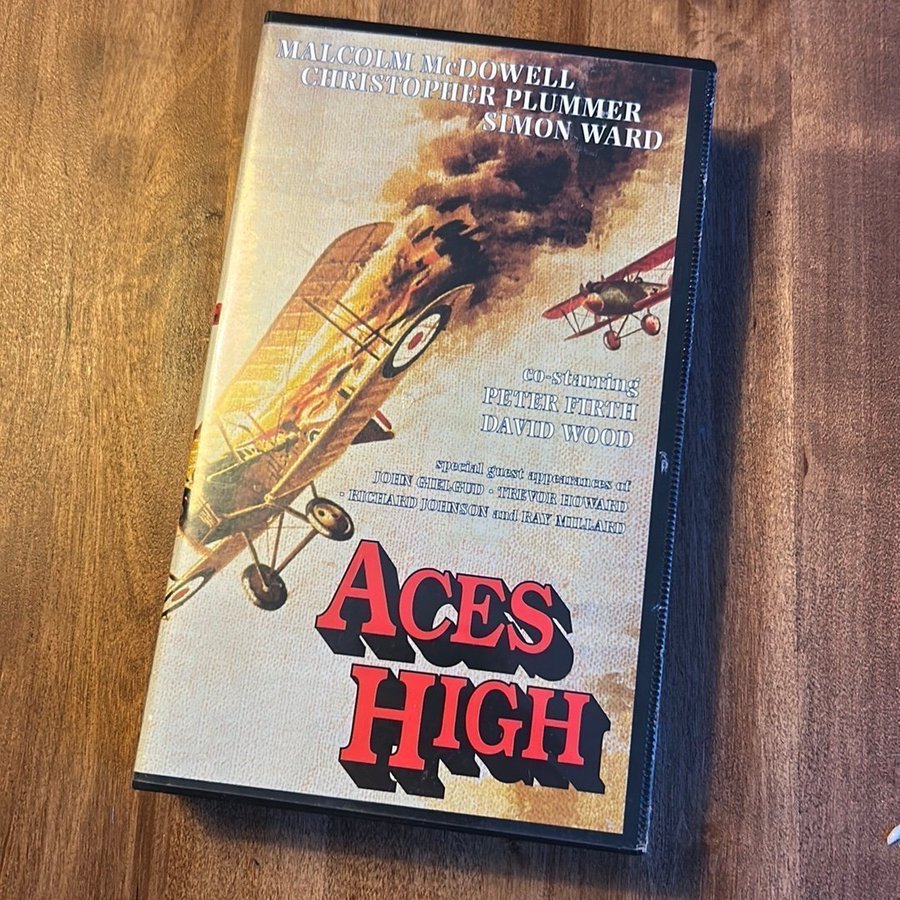 MALCOLM McDOWELL
CHRISTOPHER PLUMMER
SIMON WARD
co-starring
PETER FIRTH
DAVID WOOD
special guest appearances of
JOHN GIELGUD · TREVOR HOWARD
· RICHARD JOHNSON and RAY MILLARD
ACES
HIGH